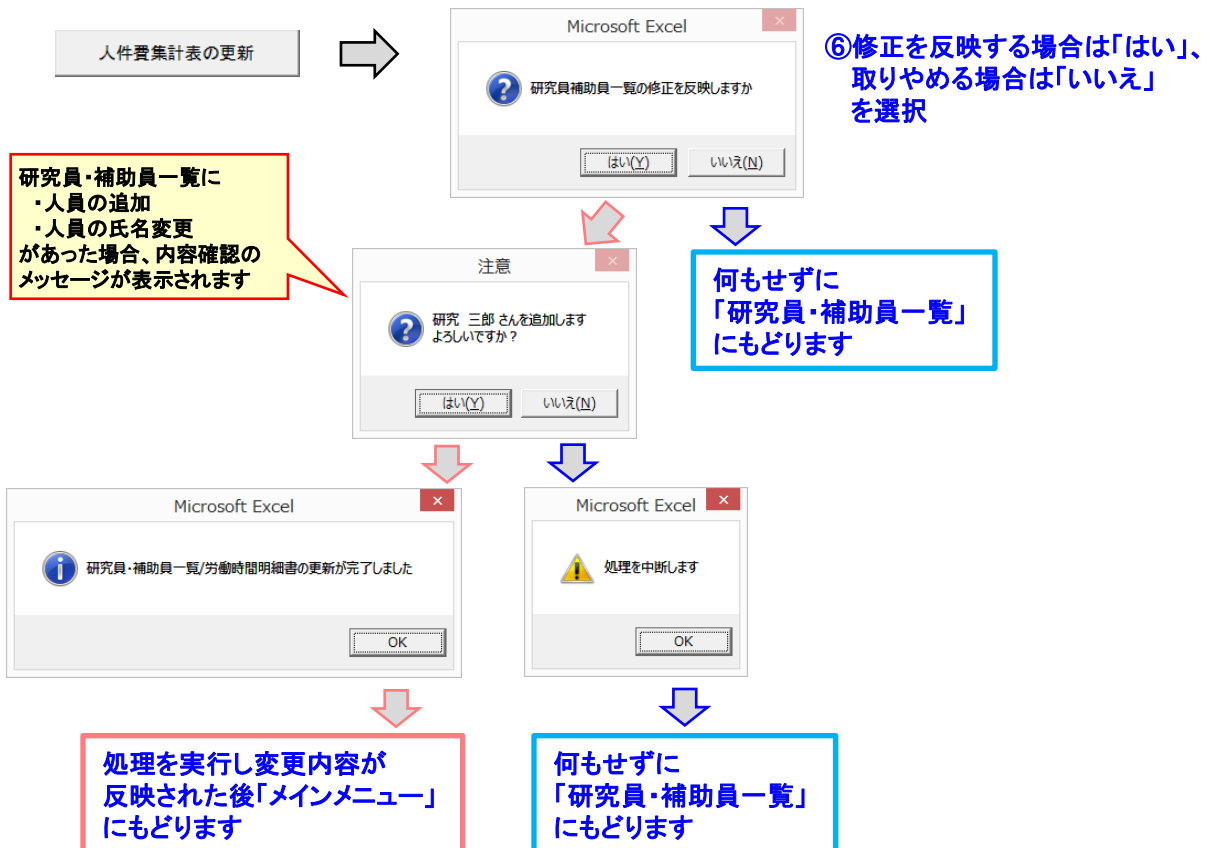 人件費集計表の更新
Microsoft Excel
研究員補助員一覧の修正を反映しますか
はい(Y)
いいえ(N)
⑥修正を反映する場合は「はい」、
取りやめる場合は「いいえ」
を選択
研究員・補助員一覧に
・人員の追加
・人員の氏名変更
があった場合、内容確認の
メッセージが表示されます
注意
研究 三郎 さんを追加します
よろしいですか？
はい(Y)
いいえ(N)
何もせずに
「研究員・補助員一覧」
にもどります
Microsoft Excel
研究員・補助員一覧/労働時間明細書の更新が完了しました
OK
Microsoft Excel
処理を中断します
OK
処理を実行し変更内容が
反映された後「メインメニュー」
にもどります
何もせずに
「研究員・補助員一覧」
にもどります